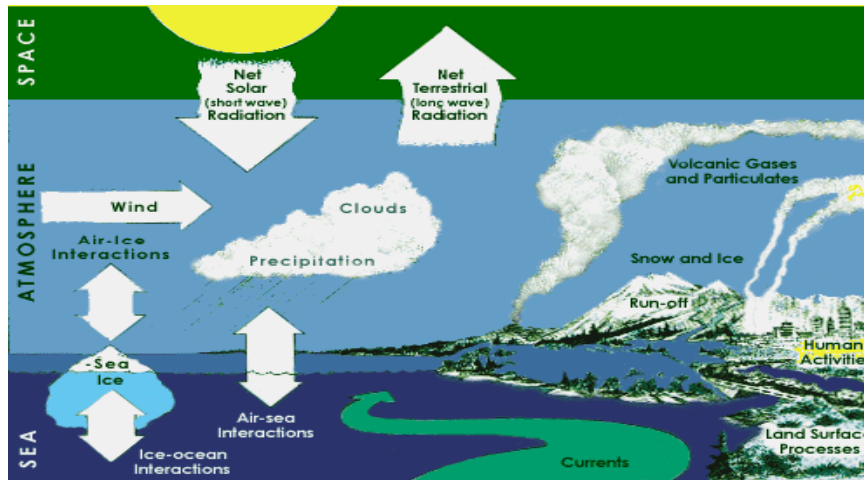 SPACE
Net
Solar
(short wave)
Radiation
Net
Terrestrial
(long wave)
Radiation
ATMOSPHERE
Volcanic Gases
and Particulates
Wind
Clouds
Air-Ice
Interactions
Precipitation
Snow and Ice
Run-off
Human
Activitie
-Sea
Ice
SEA
Air-sea
Interactions
Ice-ocean
Interactions
Currents
Land Surfac
Processes